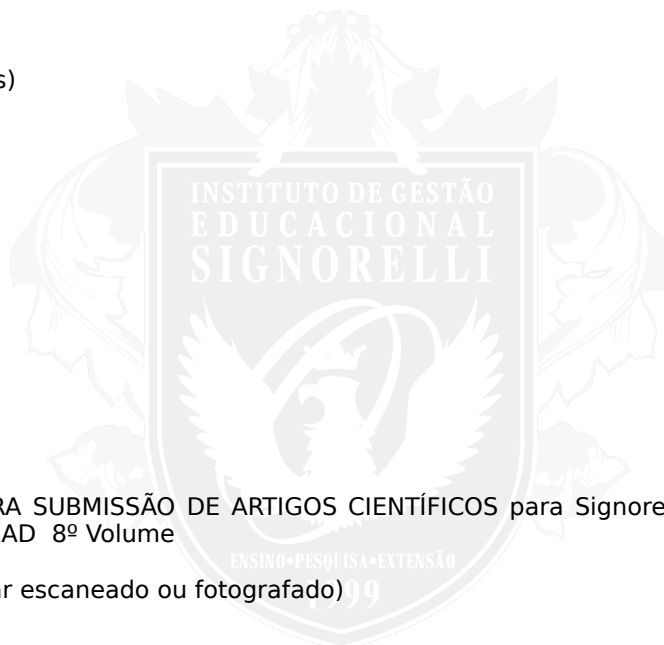 s)
INSTITUTO DE GESTÃO
EDUCACIONAL
SIGNORELLI
RA SUBMISSÃO DE ARTIGOS CIENTÍFICOS para Signore
AD 8º Volume
ENSINO•PESQUISA•EXTENSÃO
ar escaneado ou fotografado)
1999